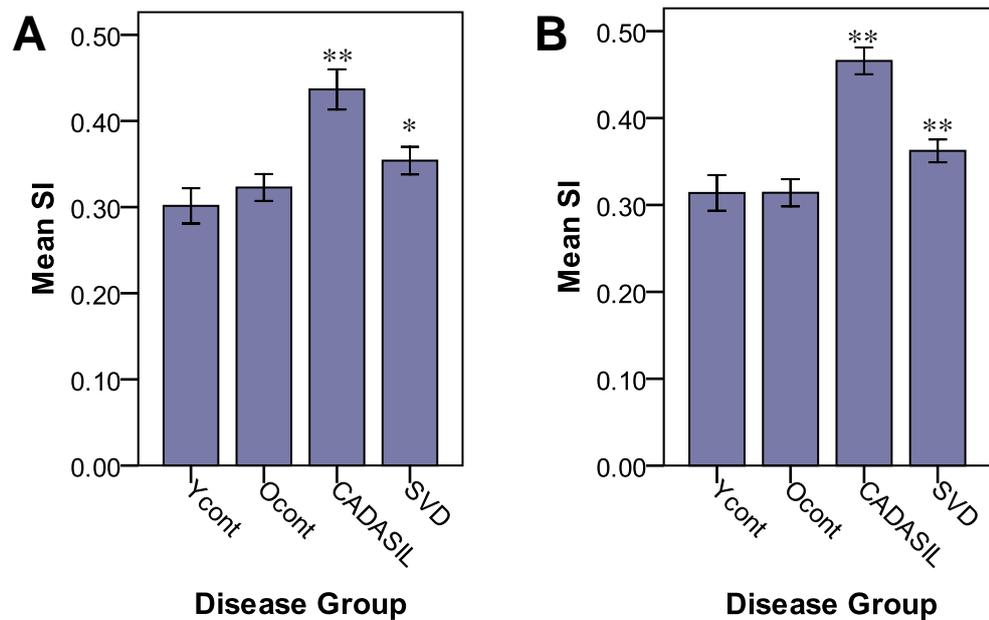 A
0.50
0.40
0.30
0.20
0.10
0.00
Mean SI
**
*
Ycont
Ocont
CADASIL
SVD
Disease Group
B
0.50
0.40
0.30
0.20
0.10
0.00
Mean SI
**
**
Ycont
Ocont
CADASIL
SVD
Disease Group